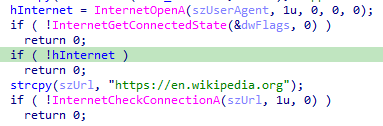 hInternet = InternetOpenA(szUserAgent, 1u, 0, 0, 0);
if ( !InternetGetConnectedState(&dwFlags, 0) )
return 0;
if ( !hInternet )
return 0;
strcpy(szUrl, "https://en.wikipedia.org");
if ( !InternetCheckConnectionA(szUrl, 1u, 0) )
return 0;